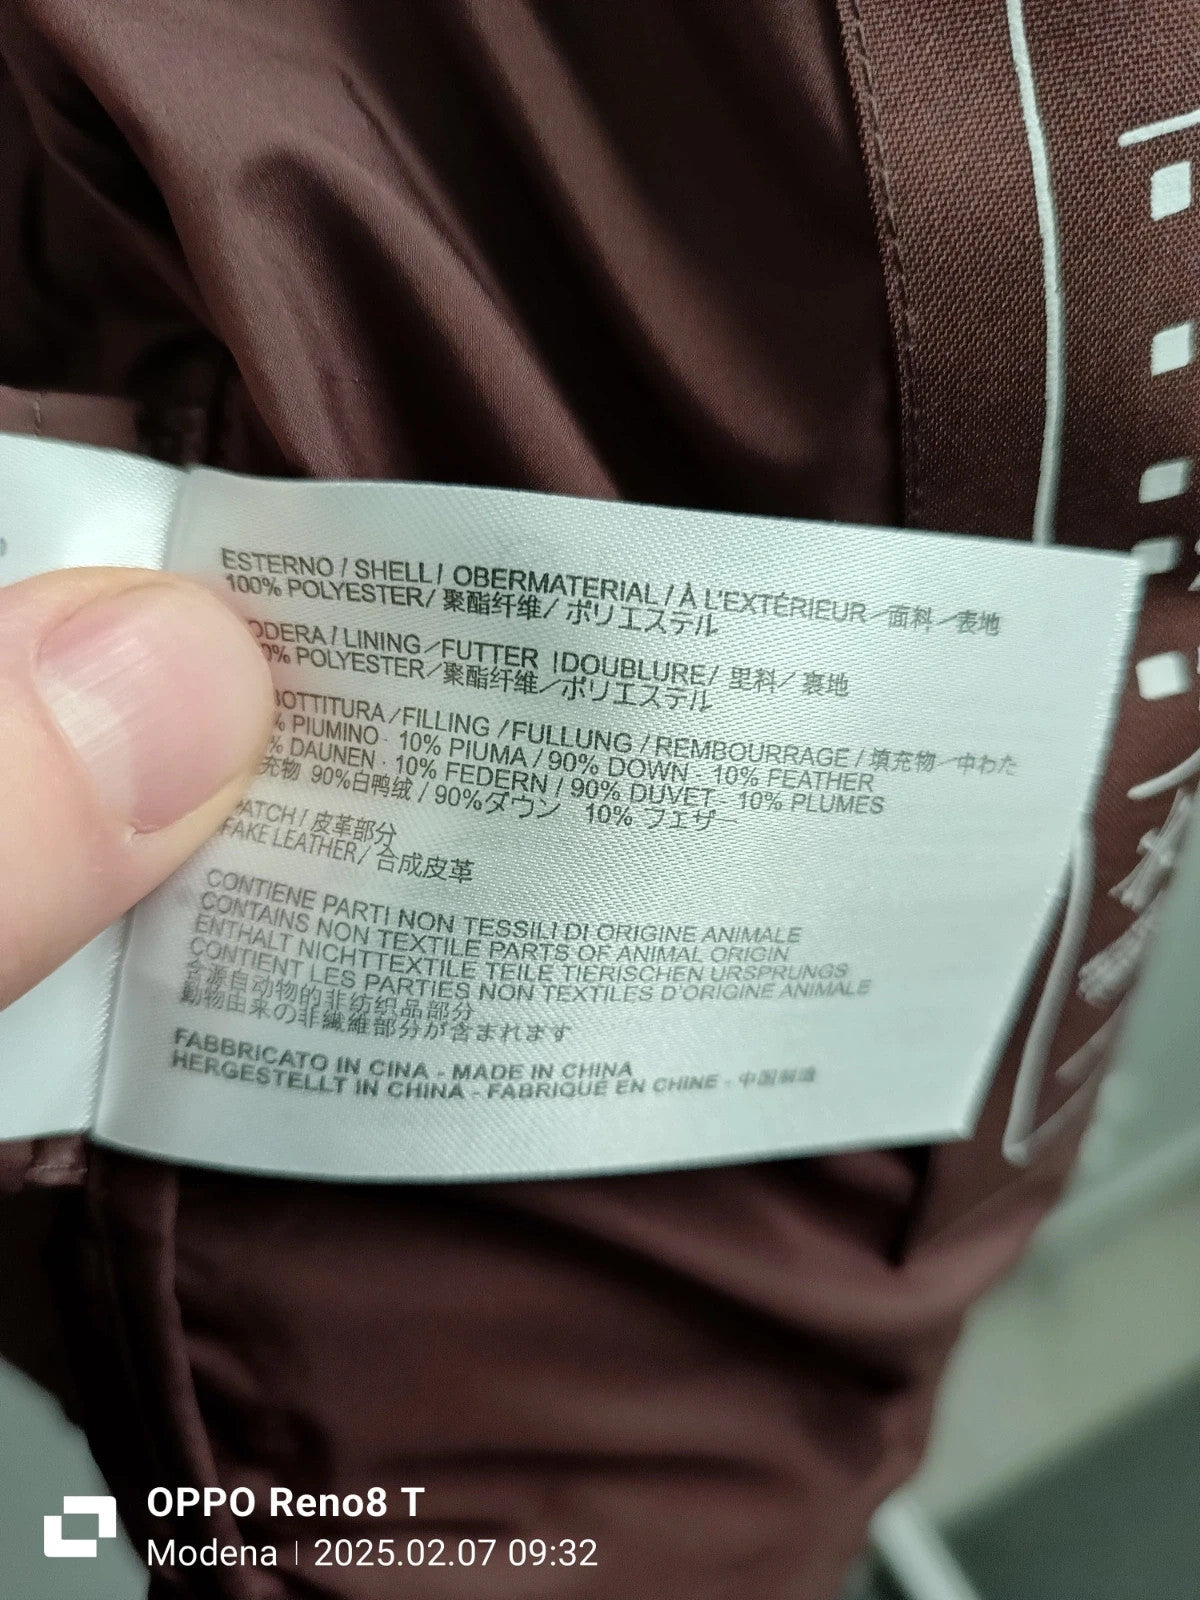 ESTERNO / SHELL / OBERMATERIAL / À L'EXTÉRIEUR／面料／表地
100% POLYESTER/ 聚酯纤维/ ポリエステル
ODERA / LINING／FUTTER IDOUBLURE/ 里料／裏地
0% POLYESTER／聚酯纤维／ポリエステル
BOTTITURA /FILLING /FULLUNG / REMBOURRAGE / 填充物－中わた
% PIUMINO - 10% PIUMA / 90% DOWN - 10% FEATHER
% DAUNEN - 10% FEDERN / 90% DUVET - 10% PLUMES
充物 90%白鸭绒 / 90%ダウン 10% フェザー
PATCH / 皮革部分
FAKE LEATHER/ 合成皮革
CONTIENE PARTI NON TESSILI DI ORIGINE ANIMALE
CONTAINS NON TEXTILE PARTS OF ANIMAL ORIGIN
ENTHALT NICHTTEXTILE TEILE TIERISCHEN URSPRUNGS
CONTIENT LES PARTIES NON TEXTILES D'ORIGINE ANIMALE
含源自动物的非纺织品部分
動物由来の非繊維部分が含まれます
FABBRICATO IN CINA - MADE IN CHINA
HERGESTELLT IN CHINA - FABRIQUÉ EN CHINE - 中国制造
OPPO Reno8 T
Modena | 2025.02.07 09:32